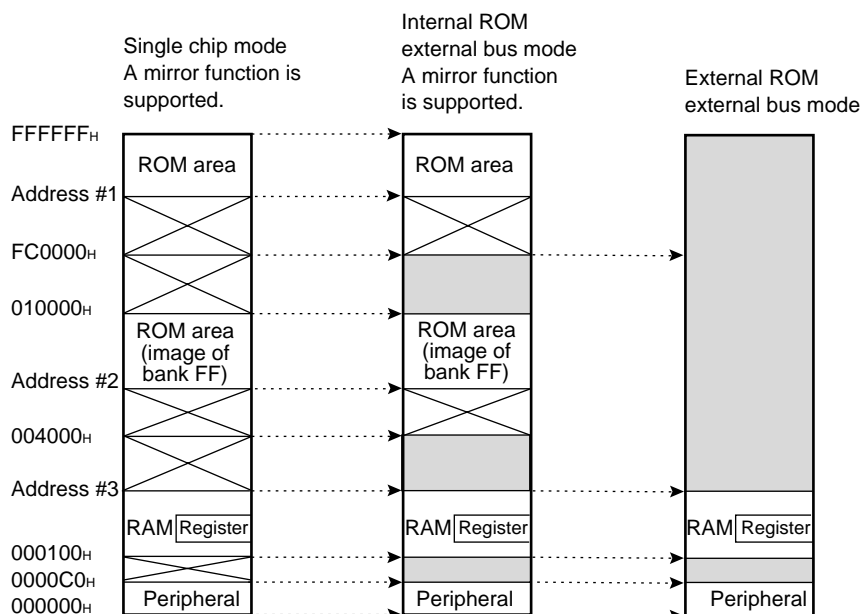 Single chip mode
A mirror function is
supported.
Internal ROM
external bus mode
A mirror function
is supported.
External ROM
external bus mode
FFFFFFH
ROM area
ROM area
Address #1
FC0000H
010000H
ROM area
(image of
bank FF)
ROM area
(image of
bank FF)
Address #2
004000H
Address #3
RAM Register
RAM Register
RAM Register
000100H
0000C0H
Peripheral
Peripheral
Peripheral
000000H